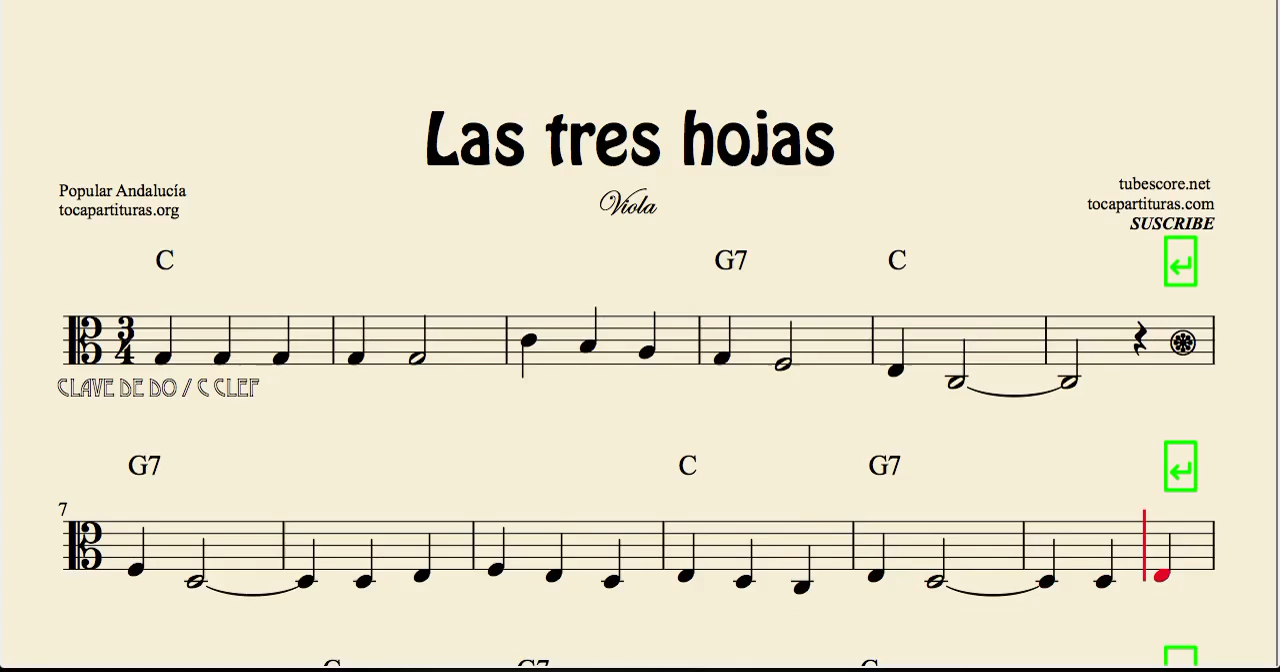 Las tres hojas
Popular Andalucía
tocapartituras.org
Viola
tubescore.net
tocapartituras.com
SUSCRIBE
C G7 C
3
4
CLAVE DE DO / C CLEF
G7 C G7
7
C G7 C